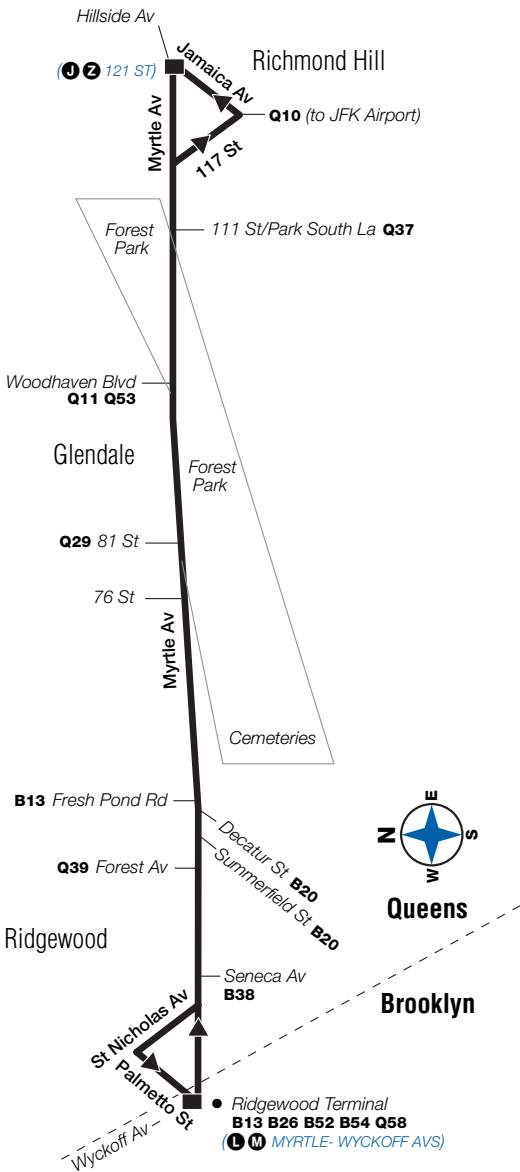 Hillside Av
(J Z 121 ST)
Jamaica Av
Richmond Hill
Myrtle Av
Q10 (to JFK Airport)
117 St
Forest
Park
111 St/Park South La Q37
Woodhaven Blvd
Q11 Q53
Glendale
Forest
Park
Q29 81 St
76 St
Myrtle Av
Cemeteries
B13 Fresh Pond Rd
Decatur St B20
Summerfield St B20
N
E
S
W
Q39 Forest Av
Queens
Ridgewood
Seneca Av
B38
Brooklyn
St Nicholas Av
Palmetto St
Wyckoff Av
Ridgewood Terminal
B13 B26 B52 B54 Q58
(L M MYRTLE- WYCKOFF AVS)